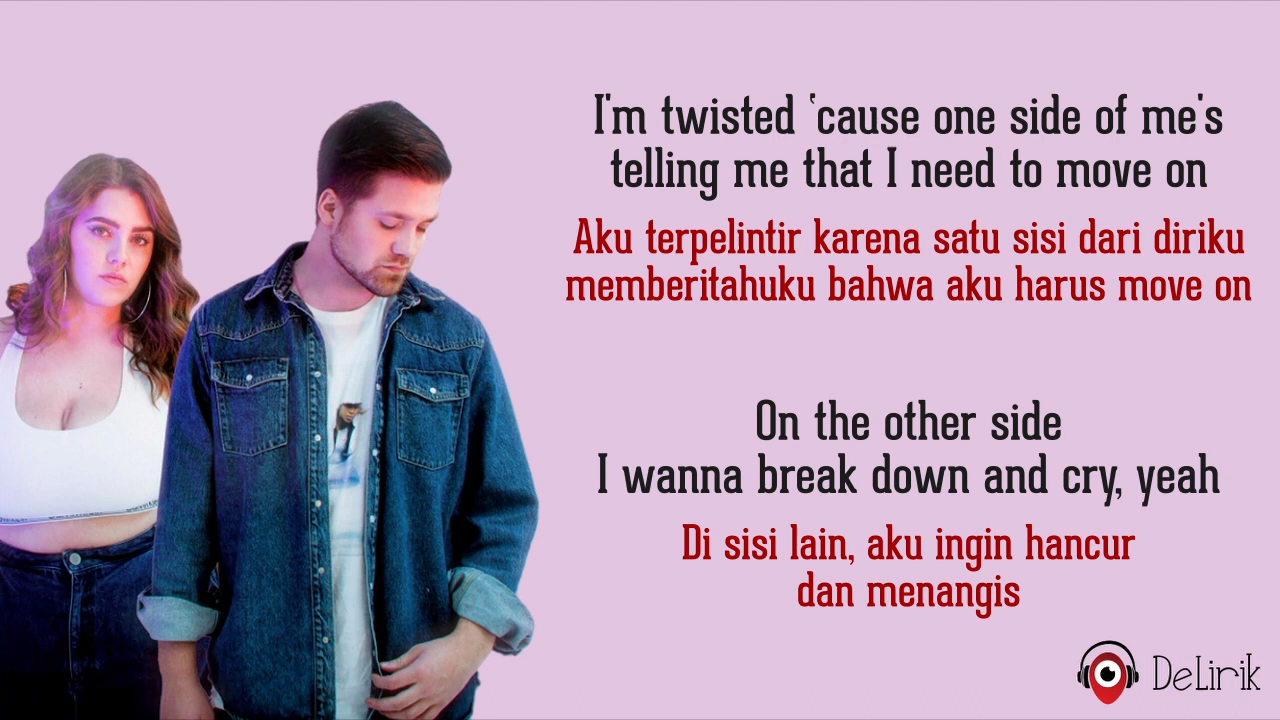 I'm twisted 'cause one side of me's
telling me that I need to move on
Aku terpelintir karena satu sisi dari diriku
memberitahuku bahwa aku harus move on
On the other side
I wanna break down and cry, yeah
Di sisi lain, aku ingin hancur
dan menangis
DeLirik